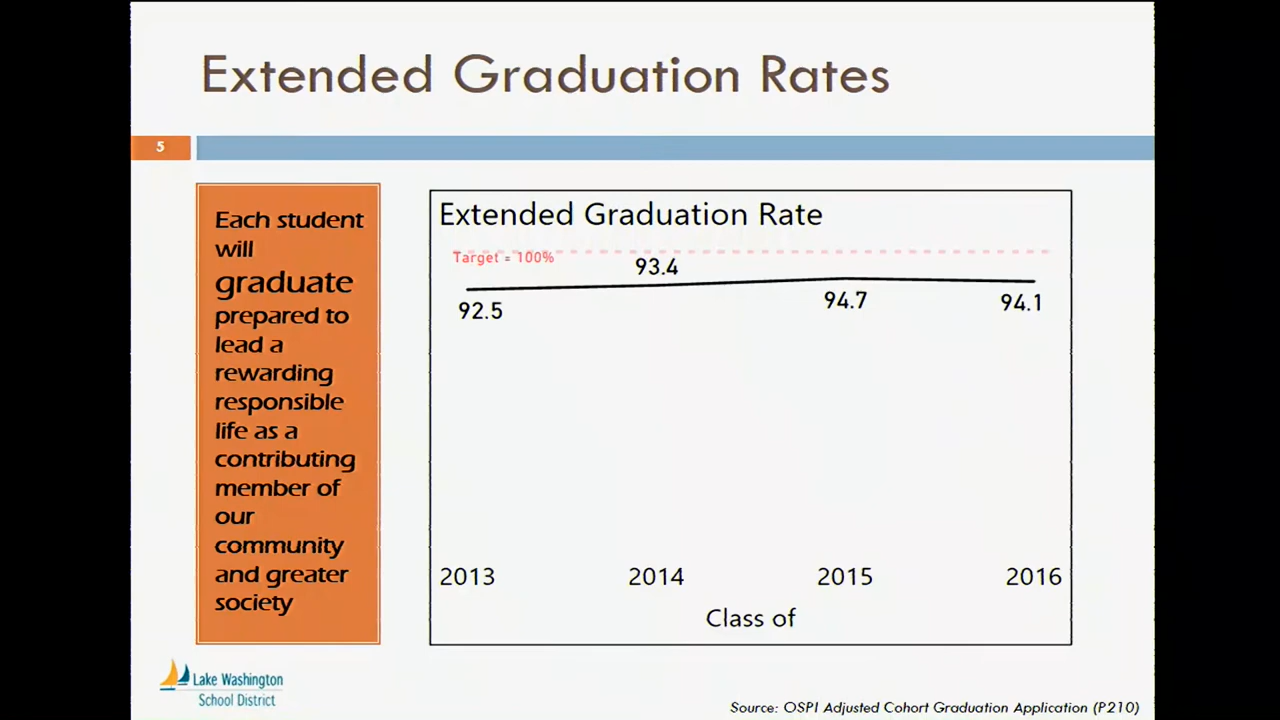 Extended Graduation Rates
5
Each student
will
graduate
prepared to
lead a
rewarding
responsible
life as a
contributing
member of
our
community
and greater
society
Extended Graduation Rate
Target = 100%
93.4
92.5
94.7
94.1
2013 2014 2015 2016
Class of
Lake Washington
School District
Source: OSPI Adjusted Cohort Graduation Application (P210)